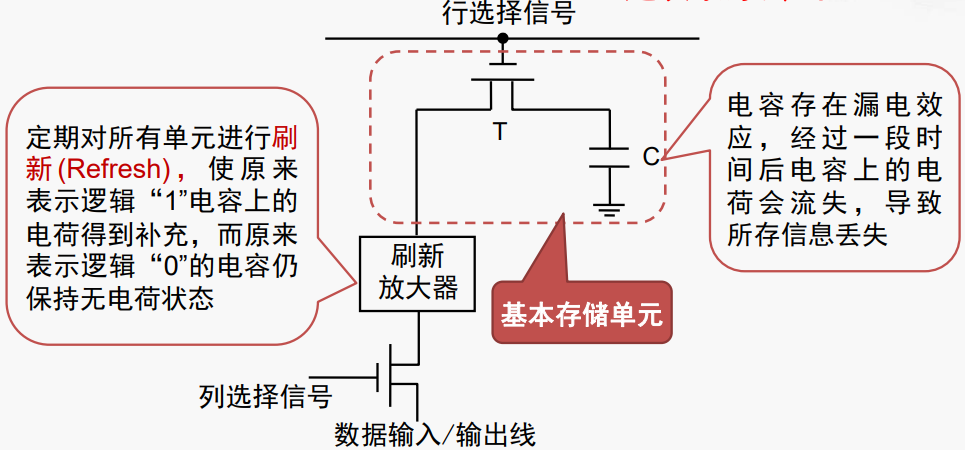 行选择信号
定期对所有单元进行刷
新(Refresh)，使原来
表示逻辑“1”电容上的
电荷得到补充，而原来
表示逻辑“0”的电容仍
保持无电荷状态
T
C
电容存在漏电效
应，经过一段时
间后电容上的电
荷会流失，导致
所存信息丢失
刷新
放大器
基本存储单元
列选择信号
数据输入/输出线